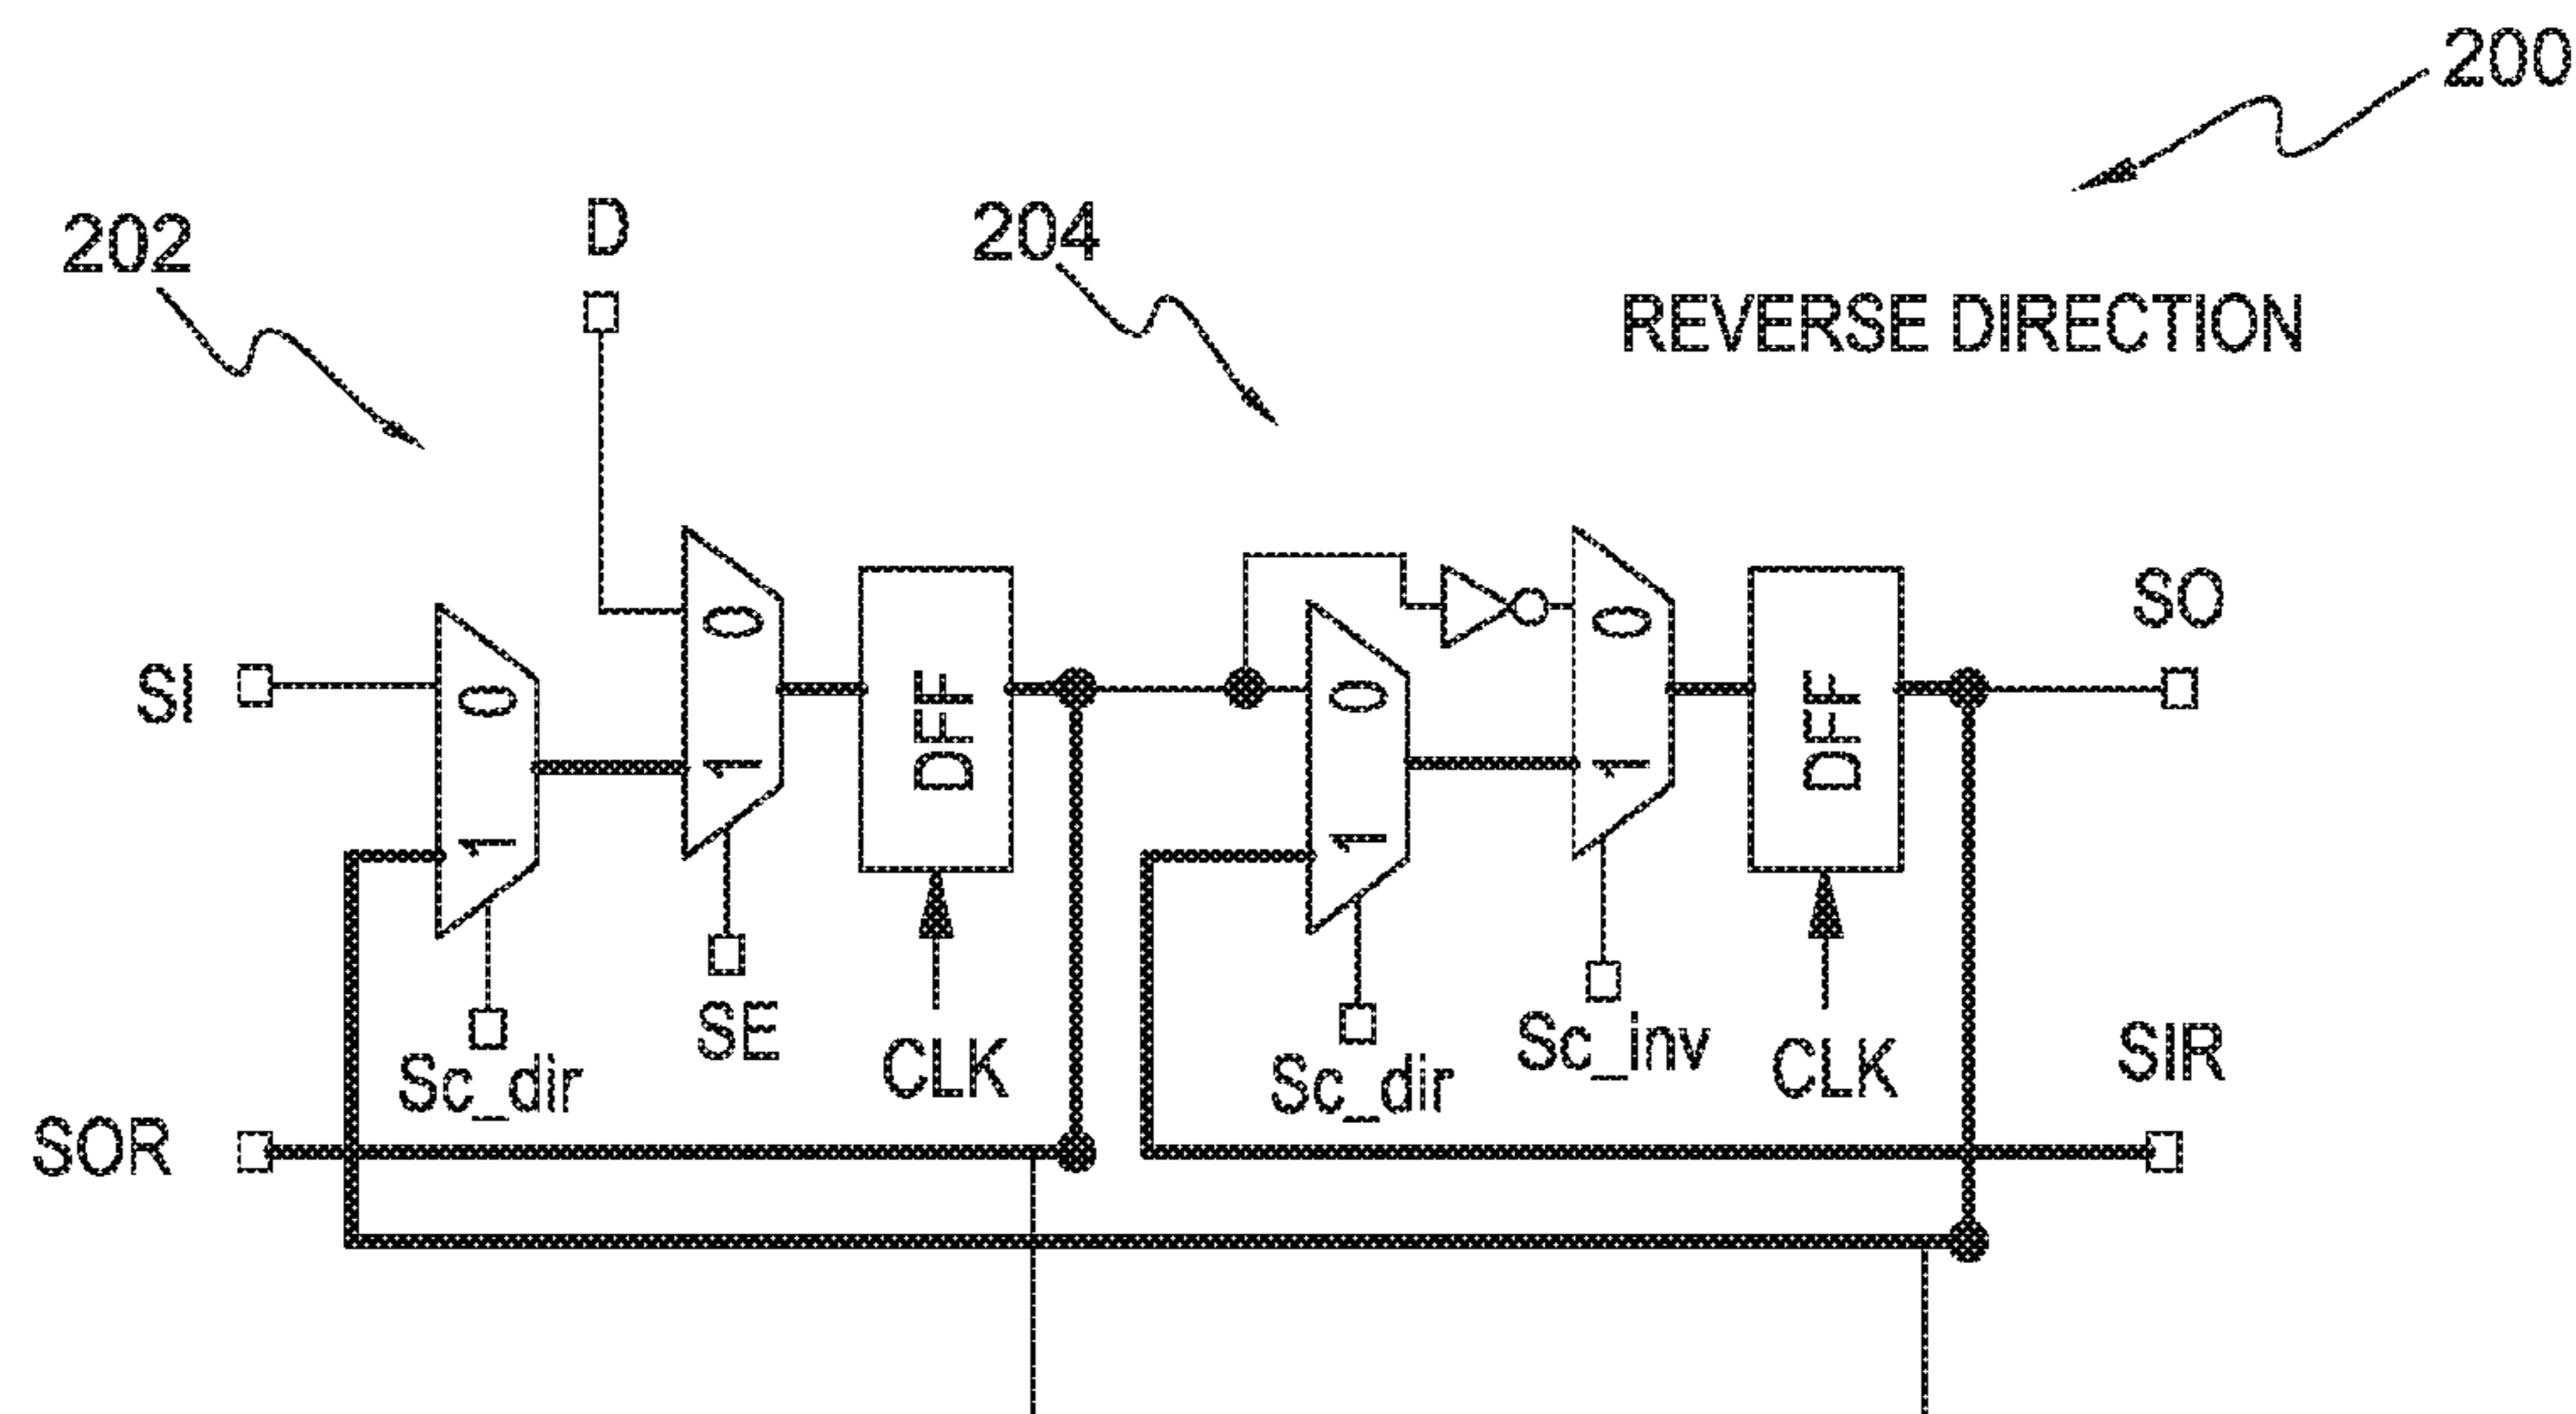 200
202
D
204
REVERSE DIRECTION
SI
0
1
0
1
DFF
0
1
0
1
DFF
SO
Sc_dir
SE
CLK
Sc_dir
Sc_inv
CLK
SIR
SOR